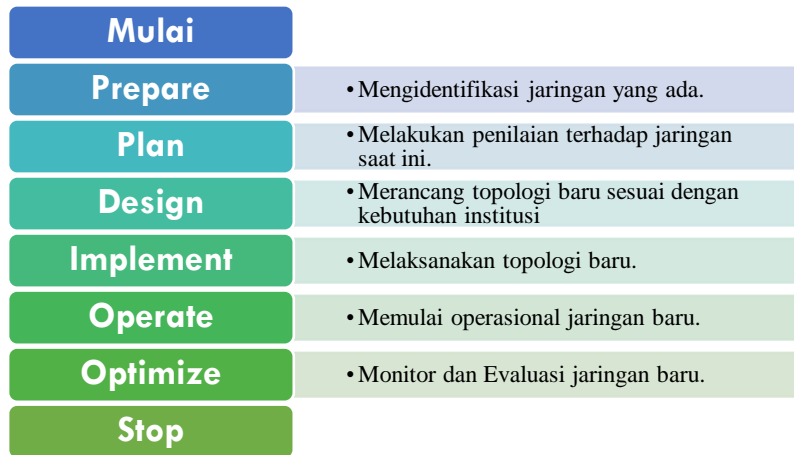 Mulai
Prepare
• Mengidentifikasi jaringan yang ada.
Plan
• Melakukan penilaian terhadap jaringan
saat ini.
Design
• Merancang topologi baru sesuai dengan
kebutuhan institusi
Implement
• Melaksanakan topologi baru.
Operate
• Memulai operasional jaringan baru.
Optimize
• Monitor dan Evaluasi jaringan baru.
Stop